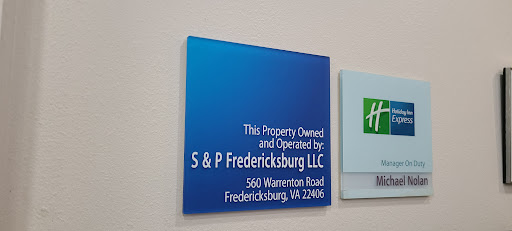 This Property Owned
and Operated by:
S & P Fredericksburg LLC
560 Warrenton Road
Fredericksburg, VA 22406
H
Holiday Inn
Express
Manager On Duty
Michael Nolan